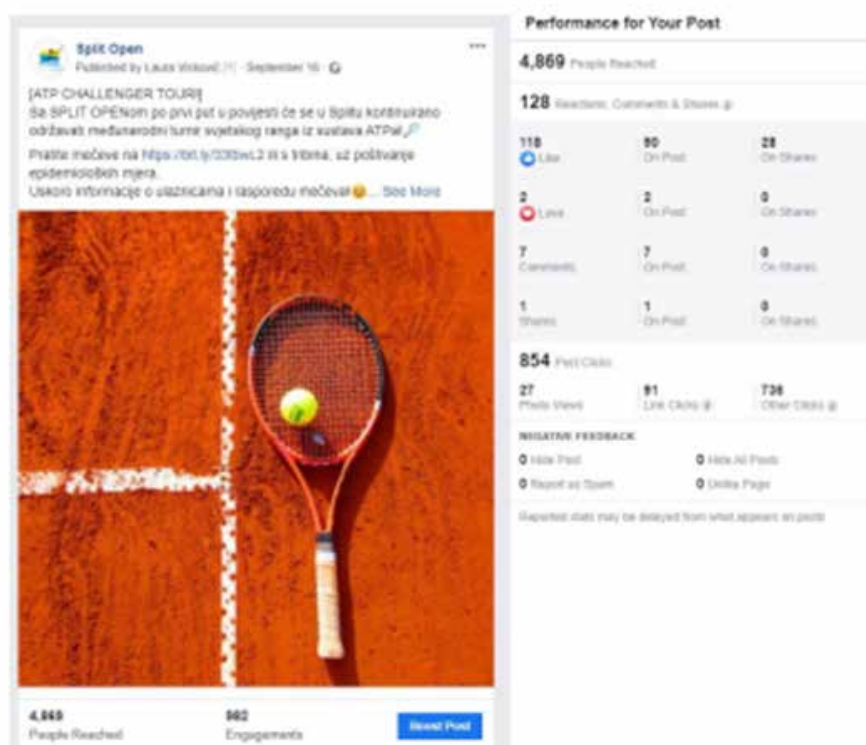 Split Open
Published by Laura · September 16 ·
[ATP CHALLENGER TOUR!]
Sa SPLIT OPENom po prvi put u povijesti će se u Splitu kontinuirano
održavati međunarodni turnir svjetskog ranga iz sustava ATPa!
Pratite mečeve na ili s tribina, uz poštivanje
epidemioloških mjera.
Uskoro informacije o ulaznicama i rasporedu mečeva! ... See More
4,869
People Reached
982
Engagements
Boost Post
Performance for Your Post
4,869 People Reached
128 Reactions, Comments & Shares
118 90 28
Like On Post On Shares
2 2 0
Love On Post On Shares
7 7 0
Comments On Post On Shares
1 1 0
Shares On Post On Shares
854 Post Clicks
27 91 736
Photo Views Link Clicks Other Clicks
NEGATIVE FEEDBACK
0 Hide Post 0 Hide All Posts
0 Report as Spam 0 Unlike Page
Reported stats may be delayed from what appears on posts